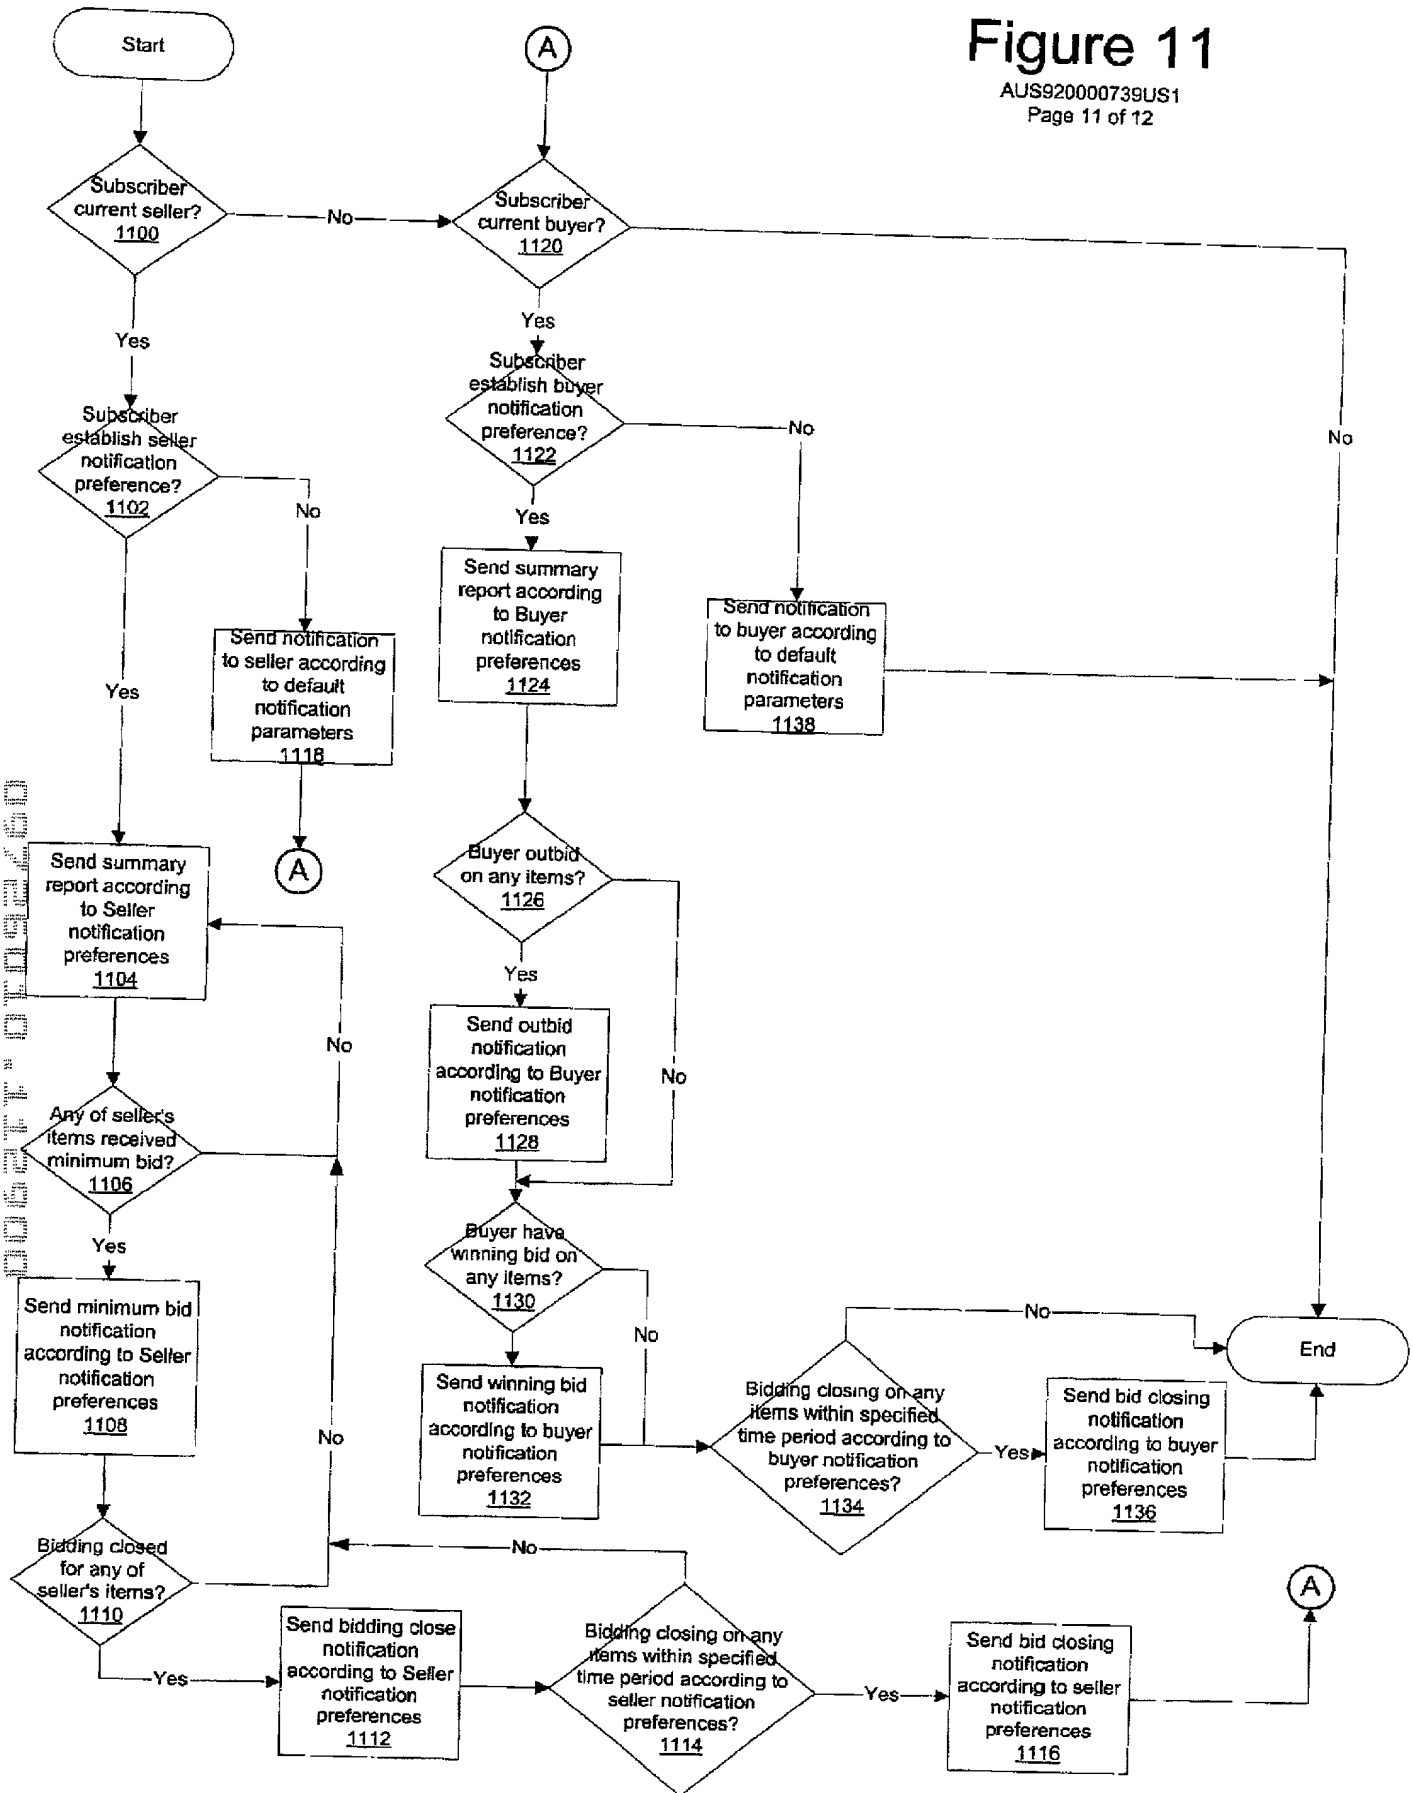 Figure 11
AUS920000739US1
Page 11 of 12
Start
A
Subscriber
current seller?
1100
No
Subscriber
current buyer?
1120
Yes
Yes
No
Subscriber
establish seller
notification
preference?
1102
No
Subscriber
establish buyer
notification
preference?
1122
No
Yes
Yes
Send notification
to seller according
to default
notification
parameters
1118
A
Send summary
report according
to Buyer
notification
preferences
1124
Send notification
to buyer according
to default
notification
parameters
1138
Send summary
report according
to Seller
notification
preferences
1104
No
Buyer outbid
on any items?
1126
Yes
No
Any of seller's
items received
minimum bid?
1106
Yes
Send outbid
notification
according to Buyer
notification
preferences
1128
Send minimum bid
notification
according to Seller
notification
preferences
1108
No
Buyer have
winning bid on
any items?
1130
No
Send winning bid
notification
according to buyer
notification
preferences
1132
Bidding closing on any
items within specified
time period according to
buyer notification
preferences?
1134
No
Yes
Send bid closing
notification
according to buyer
notification
preferences
1136
End
Bidding closed
for any of
seller's items?
1110
Yes
Send bidding close
notification
according to Seller
notification
preferences
1112
No
Bidding closing on any
items within specified
time period according to
seller notification
preferences?
1114
Yes
Send bid closing
notification
according to seller
notification
preferences
1116
A